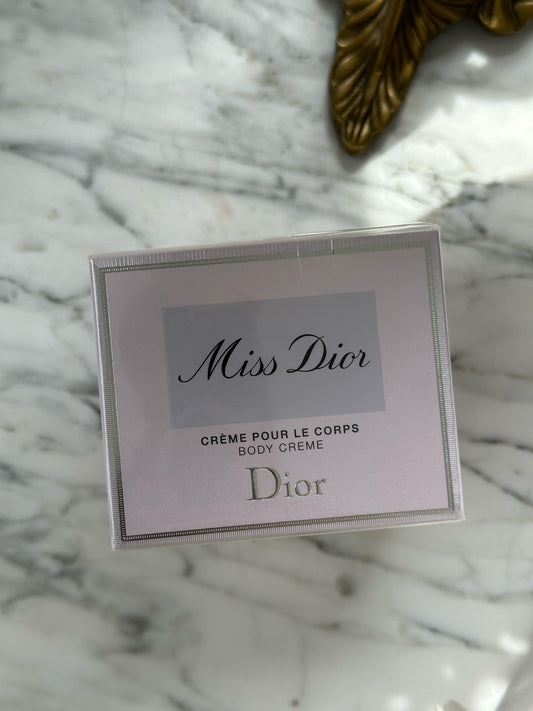 Miss Dior
CRÈME POUR LE CORPS
BODY CREME
Dior